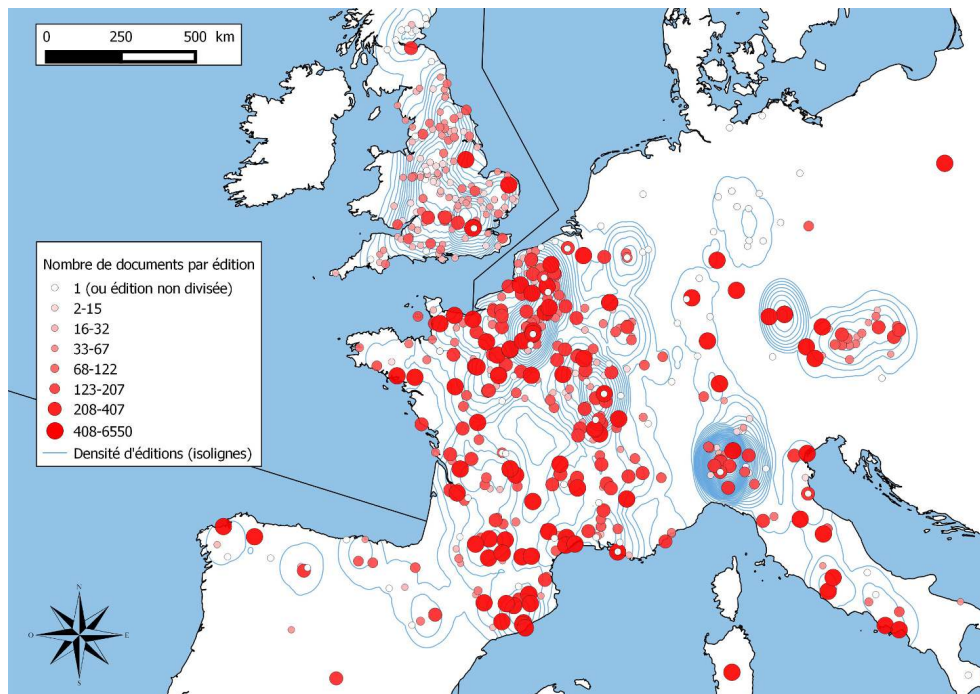 0 250 500 km
Nombre de documents par édition
1 (ou édition non divisée)
2-15
16-32
33-67
68-122
123-207
208-407
408-6550
Densité d'éditions (isolignes)
N
O E
S